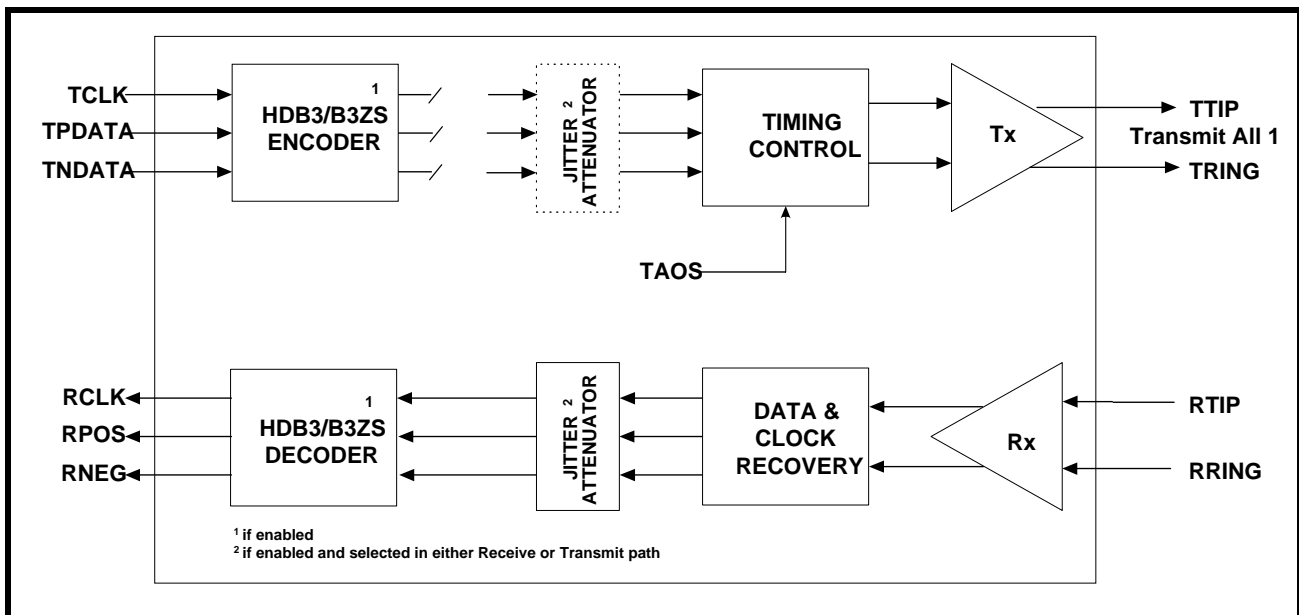 TCLK
TPDATA
TNDATA
1
HDB3/B3ZS
ENCODER
JITTER 2
ATTENUATOR
TIMING
CONTROL
Tx
TTIP
Transmit All 1
TRING
TAOS
RCLK
RPOS
RNEG
1
HDB3/B3ZS
DECODER
JITTER 2
ATTENUATOR
DATA &
CLOCK
RECOVERY
Rx
RTIP
RRING
1 if enabled
2 if enabled and selected in either Receive or Transmit path